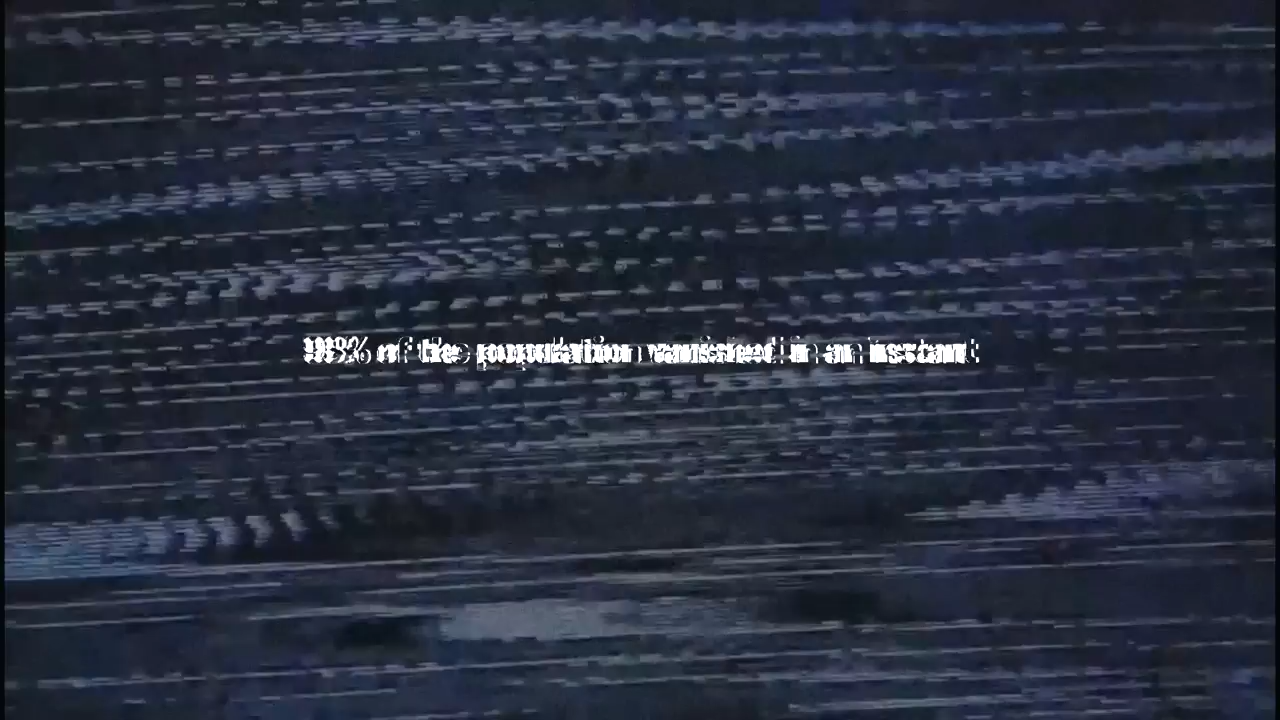 of the population vanished in an instant